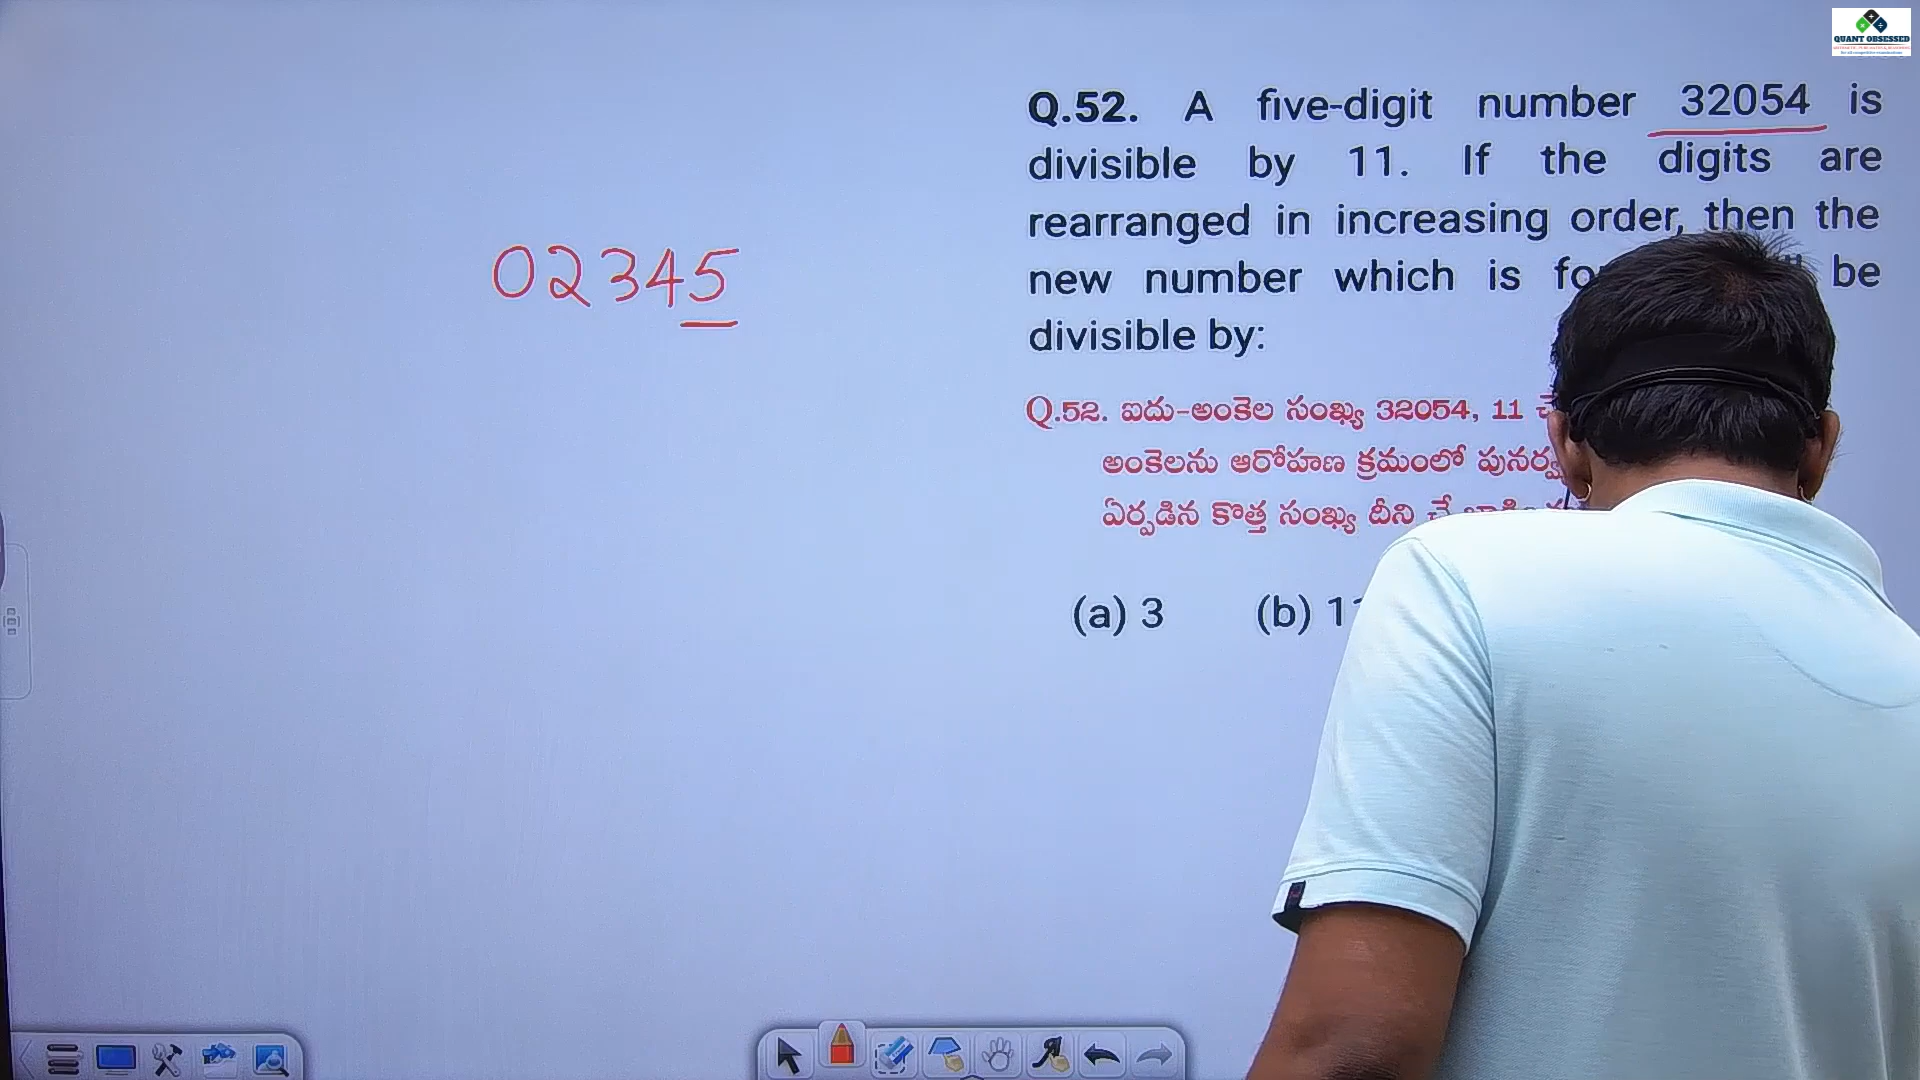 QUANT OBSESSED
Q.52. A five-digit number 32054 is
divisible by 11. If the digits are
rearranged in increasing order, then the
new number which is be
divisible by:
02345
Q.52. ఐదు-అంకెల సంఖ్య 32054, 11
అంకెలను ఆరోహణ క్రమంలో
ఏర్పడిన కొత్త సంఖ్య దీని చే
(a) 3 (b)